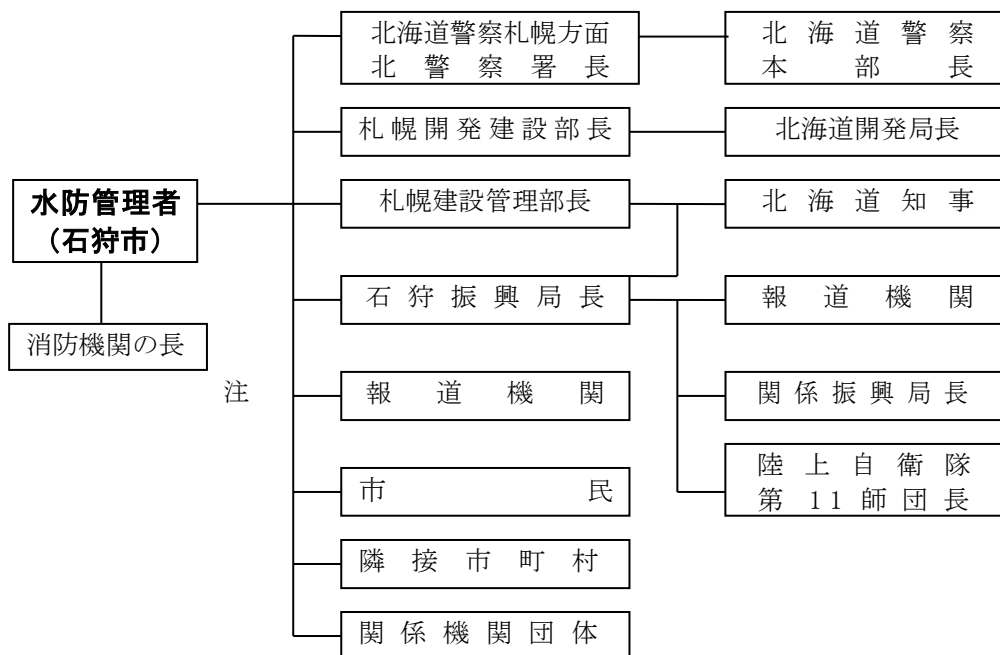 北海道警察札幌方面
北警察署長
北海道警察
本部長
札幌開発建設部長
北海道開発局長
水防管理者
（石狩市）
札幌建設管理部長
北海道知事
石狩振興局長
報道機関
消防機関の長
注
報道機関
関係振興局長
市民
陸上自衛隊
第11師団長
隣接市町村
関係機関団体